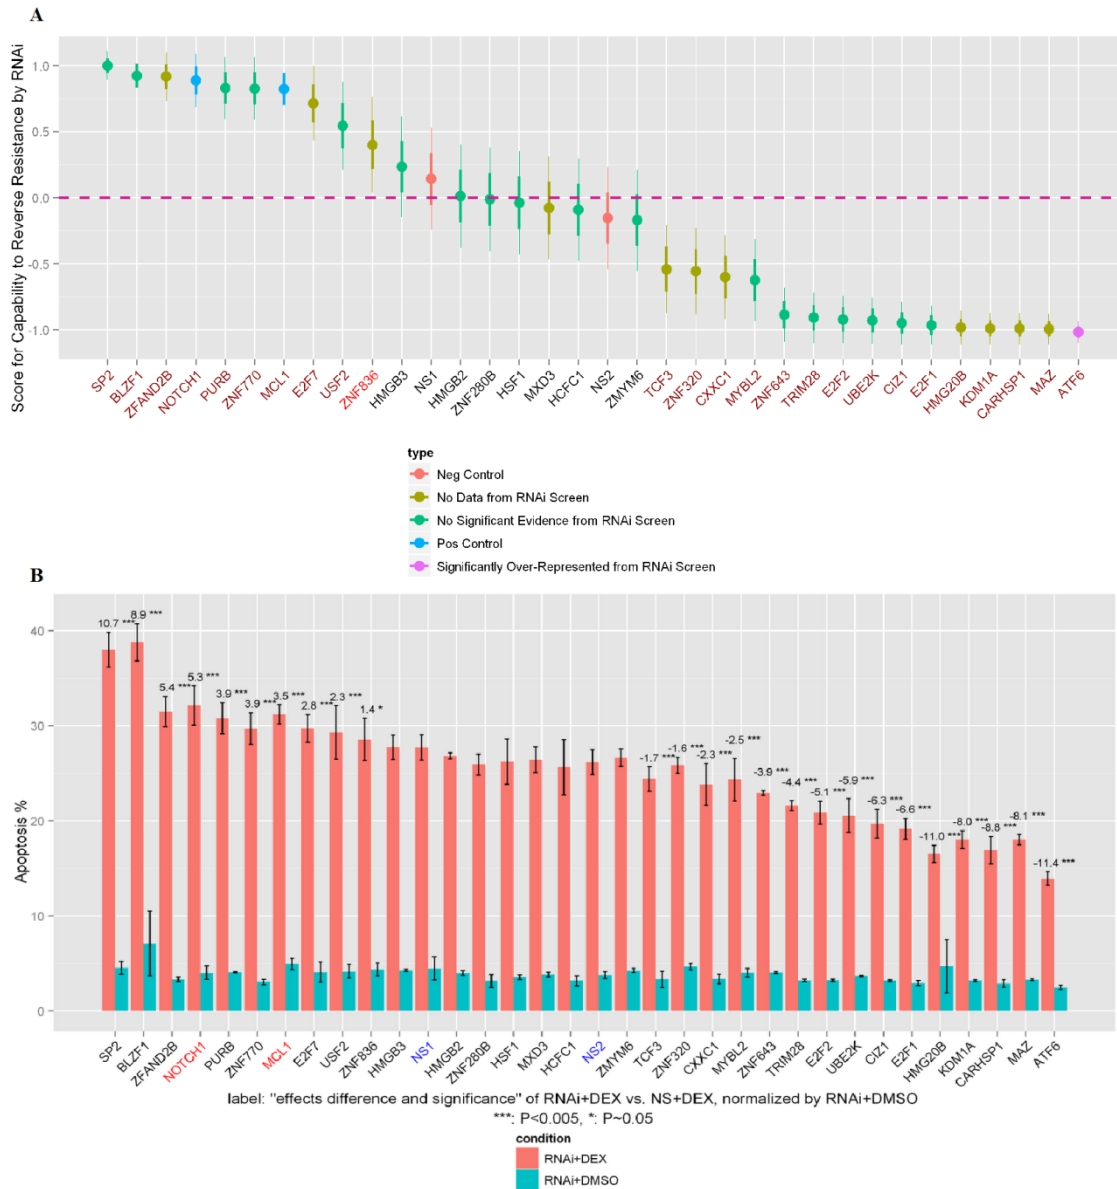 A
Score for Capability to Reverse Resistance by RNAi
1.0
0.5
0.0
-0.5
-1.0
SP2 BLZF1 ZFAND2B NOTCH1 PURB ZNF770 MCL1 E2F7 USF2 ZNF836 HMGB3 NS1 HMGB2 ZNF280B HSF1 MXD3 HCFC1 NS2 ZMYM6 TCF3 ZNF320 CXXC1 MYBL2 ZNF643 TRIM28 E2F2 UBE2K CIZ1 E2F1 HMG20B KDM1A CARHSP1 MAZ ATF6
type
Neg Control
No Data from RNAi Screen
No Significant Evidence from RNAi Screen
Pos Control
Significantly Over-Represented from RNAi Screen
B
Apoptosis %
40
30
20
10
0
10.7 *** 8.9 *** 5.4 *** 5.3 *** 3.9 *** 3.9 *** 3.5 *** 2.8 *** 2.3 *** 1.4 * -1.7 *** -1.6 *** -2.3 *** -2.5 *** -3.9 *** -4.4 *** -5.1 *** -5.9 *** -6.3 *** -6.6 *** -11.0 *** -8.0 *** -8.8 *** -8.1 *** -11.4 ***
SP2 BLZF1 ZFAND2B NOTCH1 PURB ZNF770 MCL1 E2F7 USF2 ZNF836 HMGB3 NS1 HMGB2 ZNF280B HSF1 MXD3 HCFC1 NS2 ZMYM6 TCF3 ZNF320 CXXC1 MYBL2 ZNF643 TRIM28 E2F2 UBE2K CIZ1 E2F1 HMG20B KDM1A CARHSP1 MAZ ATF6
label: "effects difference and significance" of RNAi+DEX vs. NS+DEX, normalized by RNAi+DMSO
***: P<0.005, *: P~0.05
condition
RNAi+DEX
RNAi+DMSO